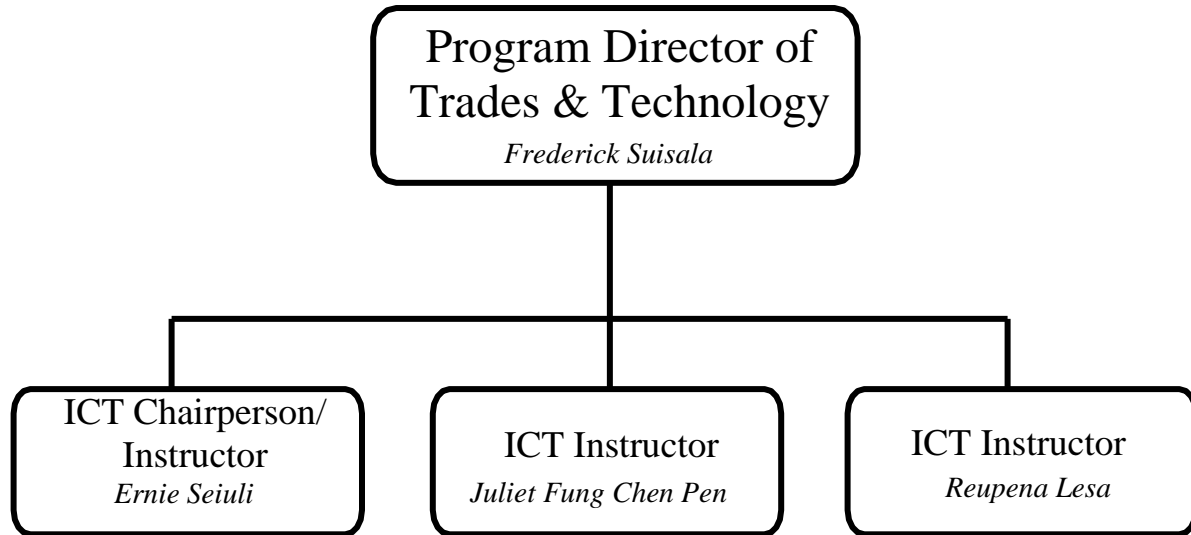 Program Director of
Trades & Technology
Frederick Suisala
ICT Chairperson/
Instructor
Ernie Seiuli
ICT Instructor
Juliet Fung Chen Pen
ICT Instructor
Reupena Lesa